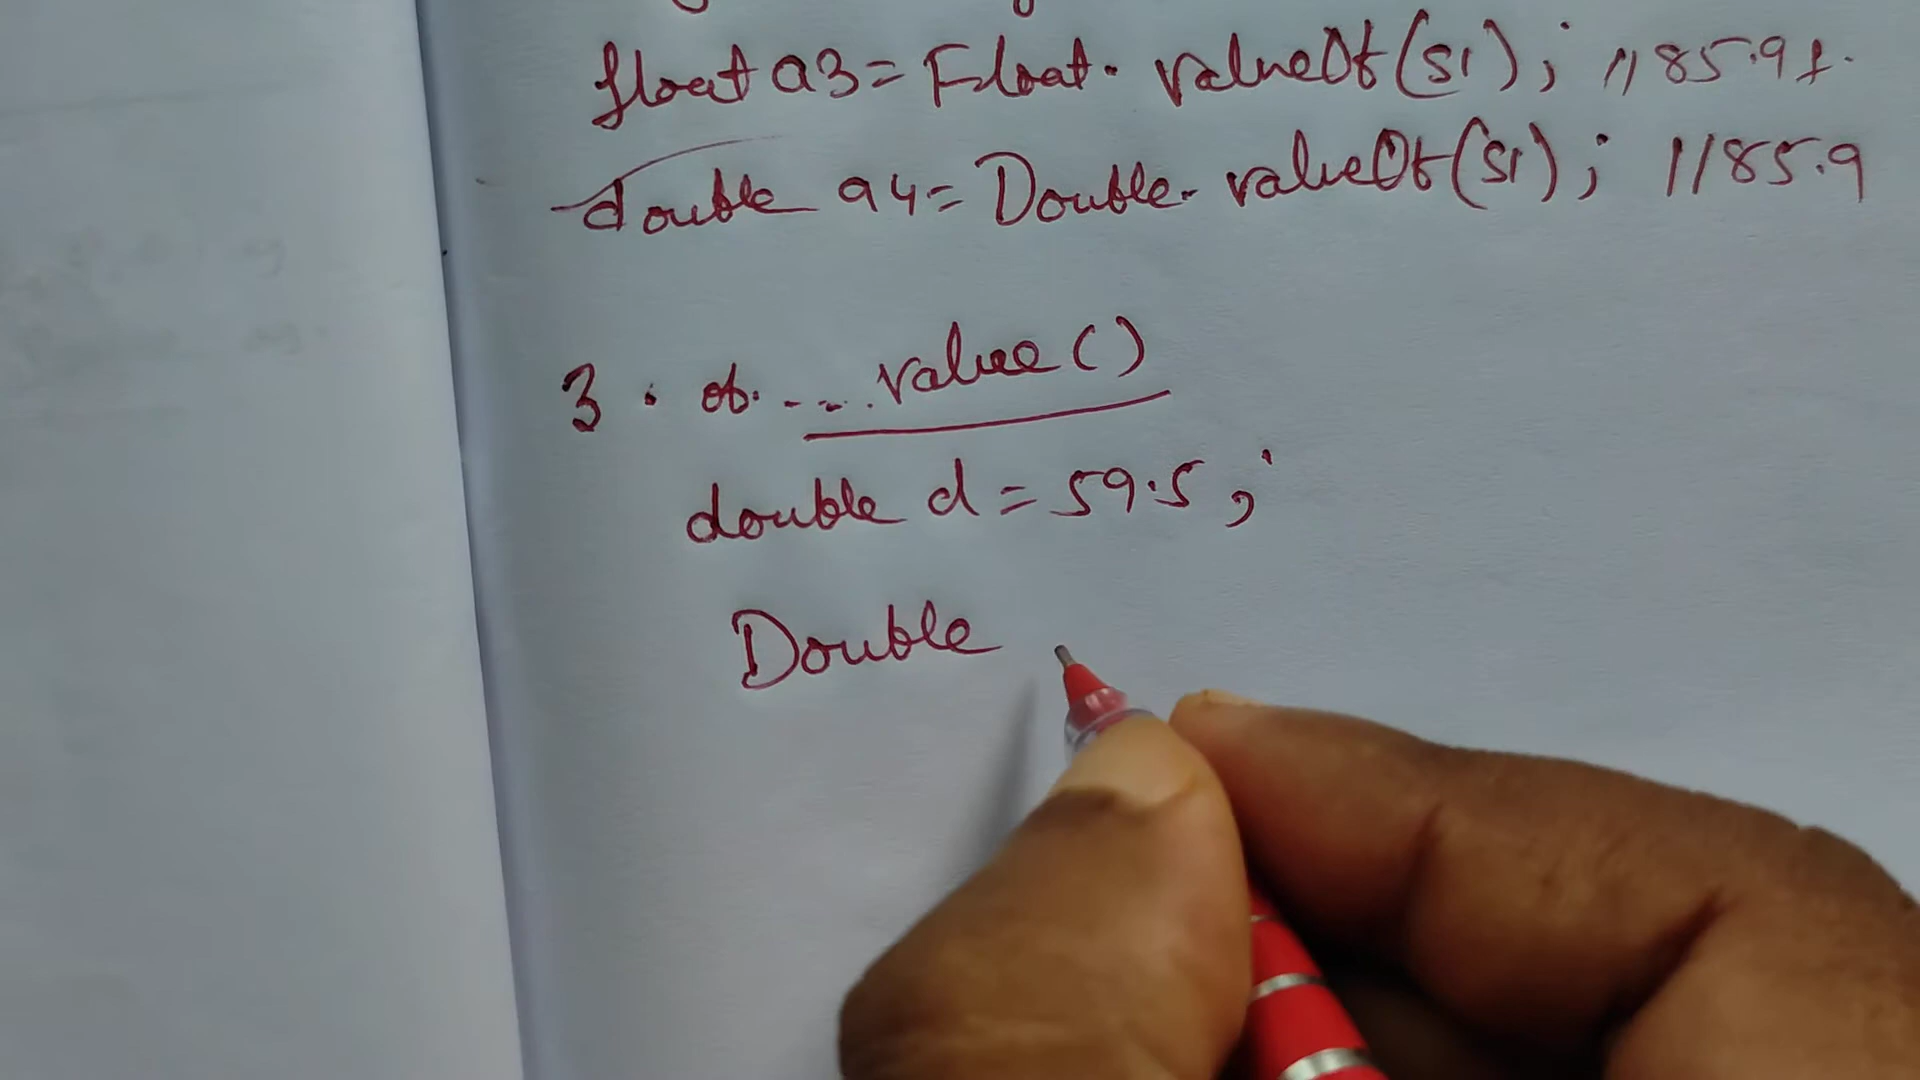 float a3 = Float. valueOf(s1); //85.9f.
double a4 = Double. valueOf(s1); //85.9
3. ob. .... value()
double d = 59.5;
Double